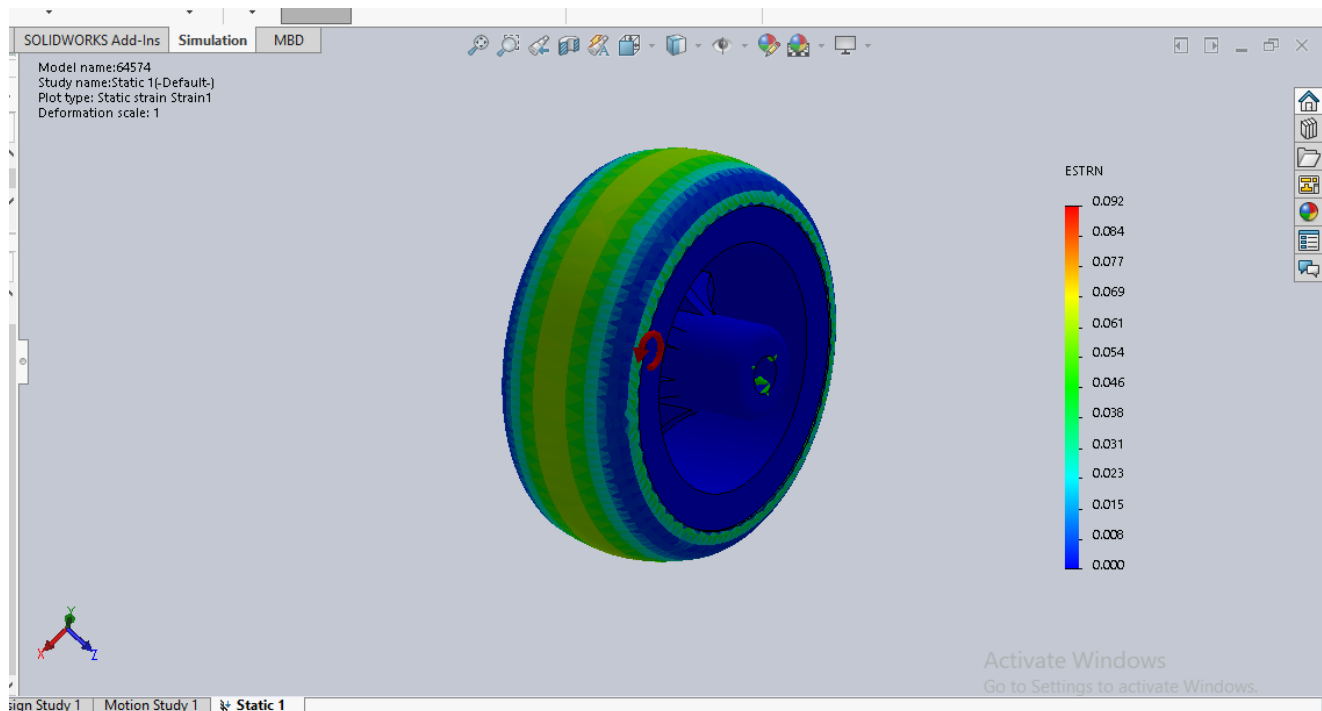 SOLIDWORKS Add-Ins Simulation MBD
Model name:64574
Study name:Static 1(-Default-)
Plot type: Static strain Strain1
Deformation scale: 1
ESTRN
0.092
0.084
0.077
0.069
0.061
0.054
0.046
0.038
0.031
0.023
0.015
0.008
0.000
Y
X
Z
Activate Windows
Go to Settings to activate Windows.
sign Study 1 Motion Study 1 Static 1